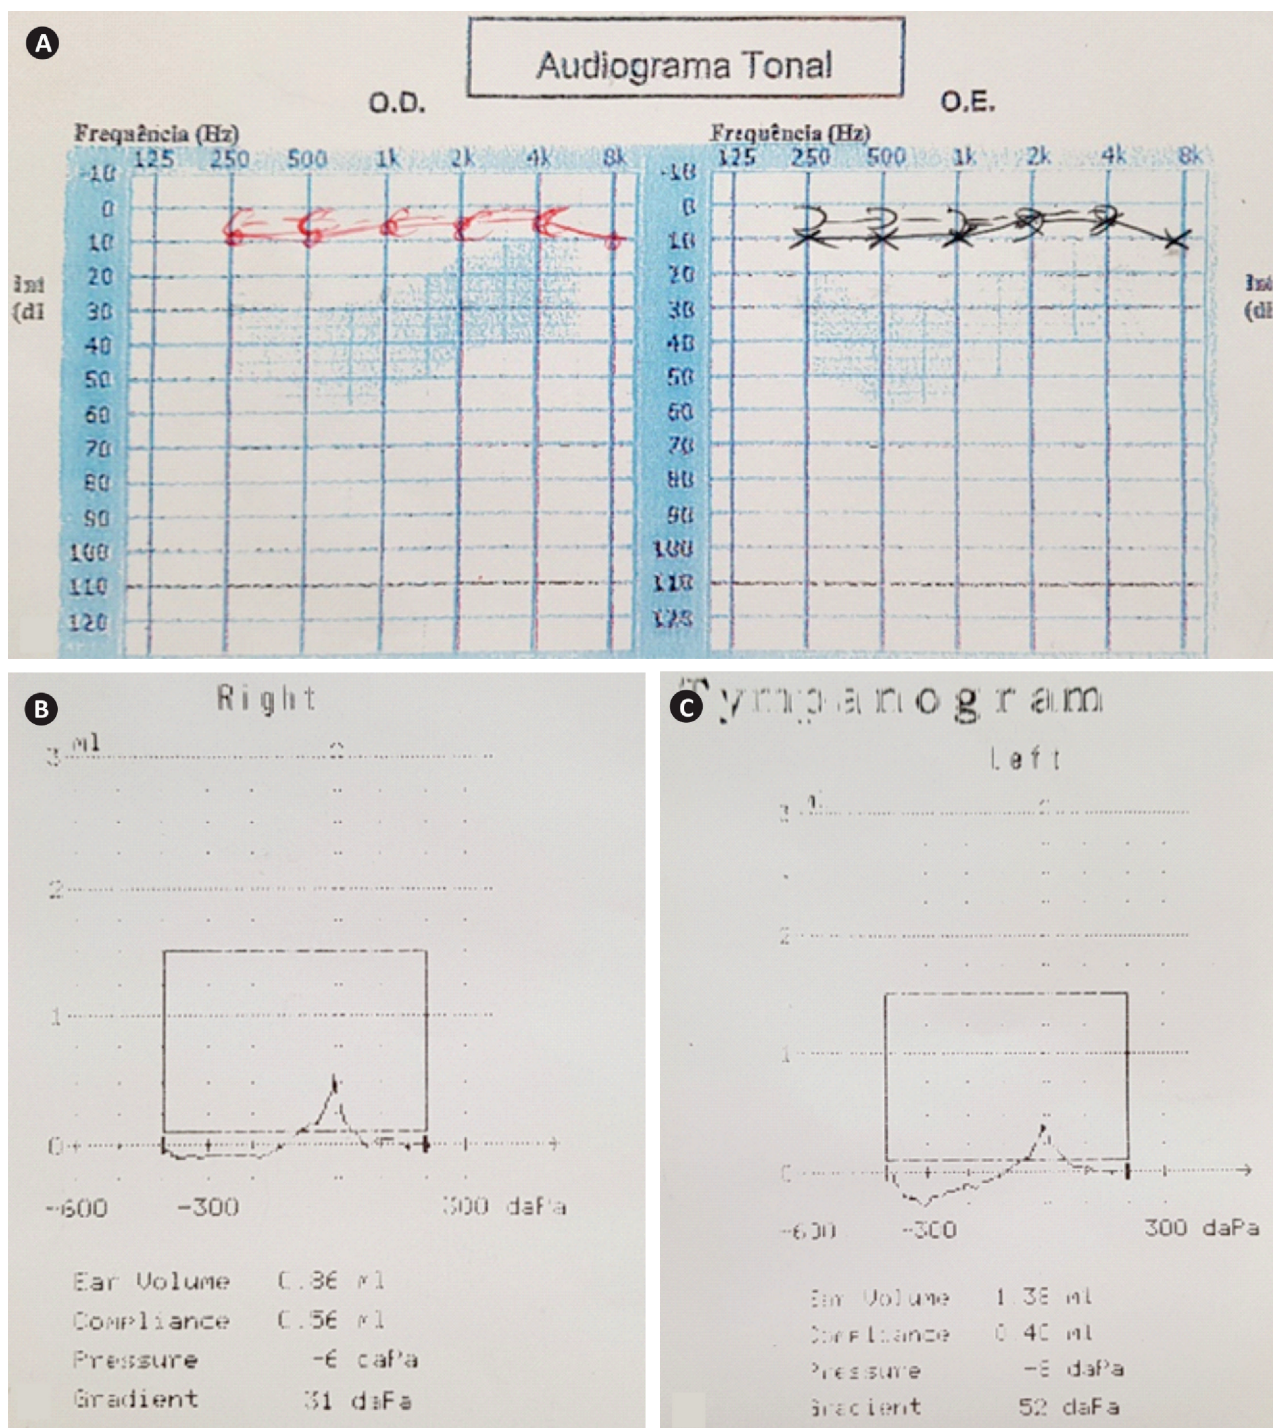 A
Audiograma Tonal
O.D.
O.E.
Frequência (Hz)
Frequência (Hz)
125 250 500 1k 2k 4k 8k
125 250 500 1k 2k 4k 8k
-10
0
10
20
30
40
50
60
70
80
90
100
110
120
-10
0
10
20
30
40
50
60
70
80
90
100
110
B
Right
3 ml
2
1
0
-600 -300 300 daPa
Ear Volume 0.86 ml
Compliance 0.56 ml
Pressure -6 daPa
Gradient 31 daPa
C
Tympanogram
Left
3
2
1
0
-600 -300 300 daPa
Ear Volume 1.38 ml
Compliance 0.40 ml
Pressure daPa
Gradient 52 daPa